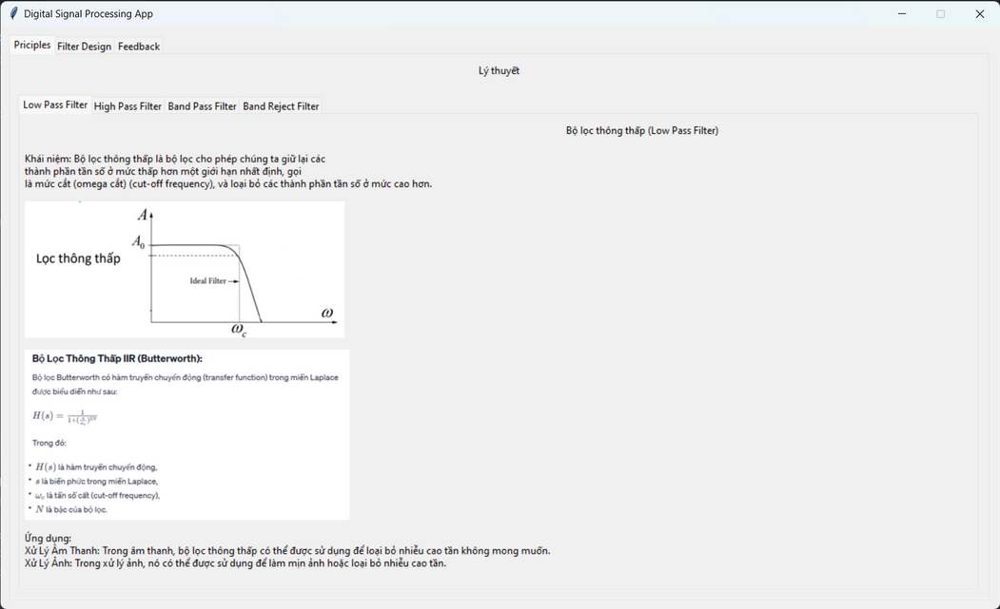 Digital Signal Processing App
Priciples Filter Design Feedback
Lý thuyết
Low Pass Filter High Pass Filter Band Pass Filter Band Reject Filter
Bộ lọc thông thấp (Low Pass Filter)
Khái niệm: Bộ lọc thông thấp là bộ lọc cho phép chúng ta giữ lại các
thành phần tần số ở mức thấp hơn một giới hạn nhất định, gọi
là mức cắt (omega cắt) (cut-off frequency), và loại bỏ các thành phần tần số ở mức cao hơn.
A
A₀
Lọc thông thấp
Ideal Filter
ω
ω_c
Bộ Lọc Thông Thấp IIR (Butterworth):
Bộ lọc Butterworth có hàm truyền chuyển động (transfer function) trong miền Laplace
được biểu diễn như sau:
H(s) = 1/(1+(s/ω_c)^2N)
Trong đó:
• H(s) là hàm truyền chuyển động,
• s là biến phức trong miền Laplace,
• ω_c là tần số cắt (cut-off frequency),
• N là bậc của bộ lọc.
Ứng dụng:
Xử Lý Âm Thanh: Trong âm thanh, bộ lọc thông thấp có thể được sử dụng để loại bỏ nhiễu cao tần không mong muốn.
Xử Lý Ảnh: Trong xử lý ảnh, nó có thể được sử dụng để làm mịn ảnh hoặc loại bỏ nhiễu cao tần.